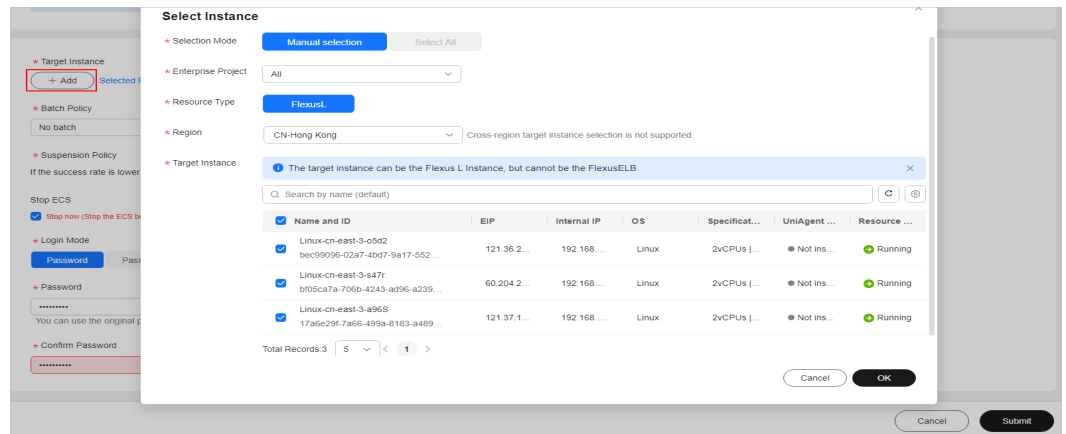 Select Instance
* Selection Mode
Manual selection
Select All
* Enterprise Project
All
* Resource Type
FlexusL
* Region
CN-Hong Kong
Cross-region target instance selection is not supported.
* Target Instance
The target instance can be the Flexus L Instance, but cannot be the FlexusELB.
Search by name (default)
Name and ID EIP Internal IP OS Specificat... UniAgent ... Resource ...
Linux-cn-east-3-o5d2
bec99096-02a7-4bd7-9a17-552...
121.36.2... 192.168.... Linux 2vCPUs |... Not ins... Running
Linux-cn-east-3-s47r
bf05ca7a-706b-4243-ad96-a239...
60.204.2... 192.168.... Linux 2vCPUs |... Not ins... Running
Linux-cn-east-3-a96S
17a6e29f-7a66-499a-8183-a489...
121.37.1... 192.168.... Linux 2vCPUs |... Not ins... Running
Total Records:3 5 < 1 >
Cancel
OK
* Target Instance
+ Add
Selected
* Batch Policy
No batch
* Suspension Policy
If the success rate is lower
Stop ECS
Stop now (Stop the ECS
* Login Mode
Password
Pass
* Password
You can use the original
* Confirm Password
Cancel
Submit